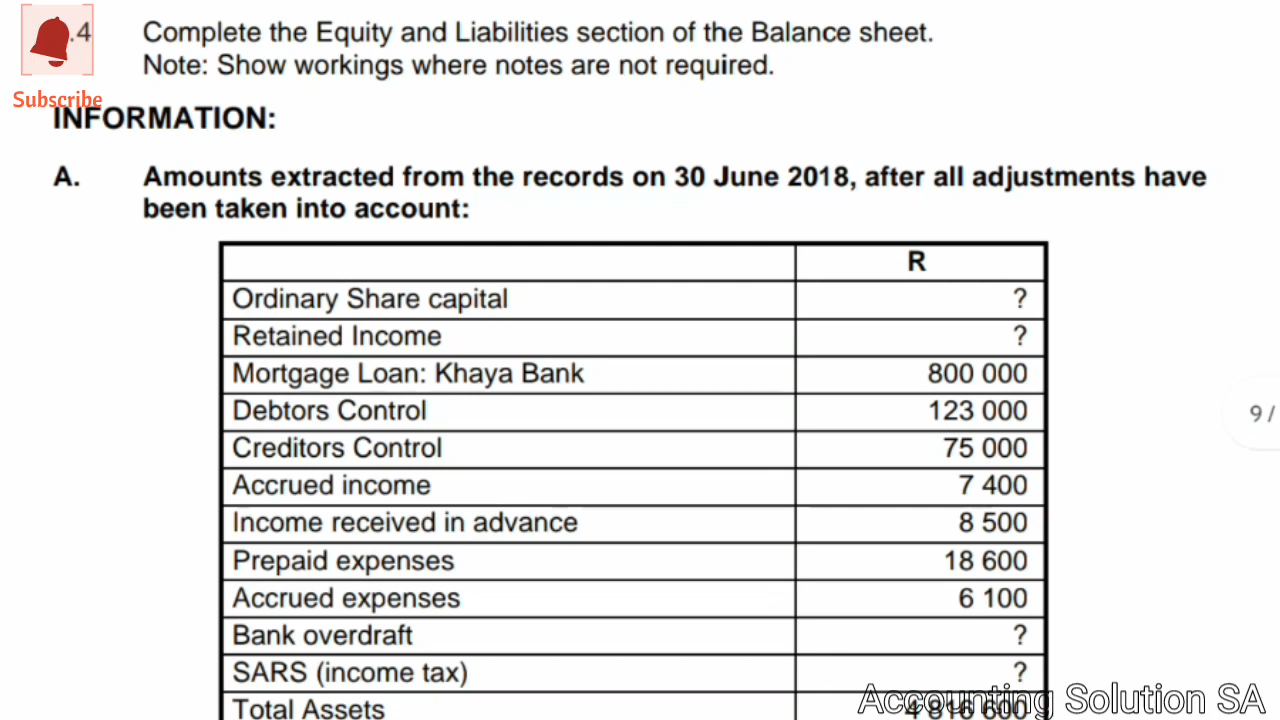 .4 Complete the Equity and Liabilities section of the Balance sheet.
Note: Show workings where notes are not required.
Subscribe
INFORMATION:
A. Amounts extracted from the records on 30 June 2018, after all adjustments have
been taken into account:
R
Ordinary Share capital ?
Retained Income ?
Mortgage Loan: Khaya Bank 800 000
Debtors Control 123 000
Creditors Control 75 000
Accrued income 7 400
Income received in advance 8 500
Prepaid expenses 18 600
Accrued expenses 6 100
Bank overdraft ?
SARS (income tax) ?
Total Assets 4 816 600
Accounting Solution SA
9 /